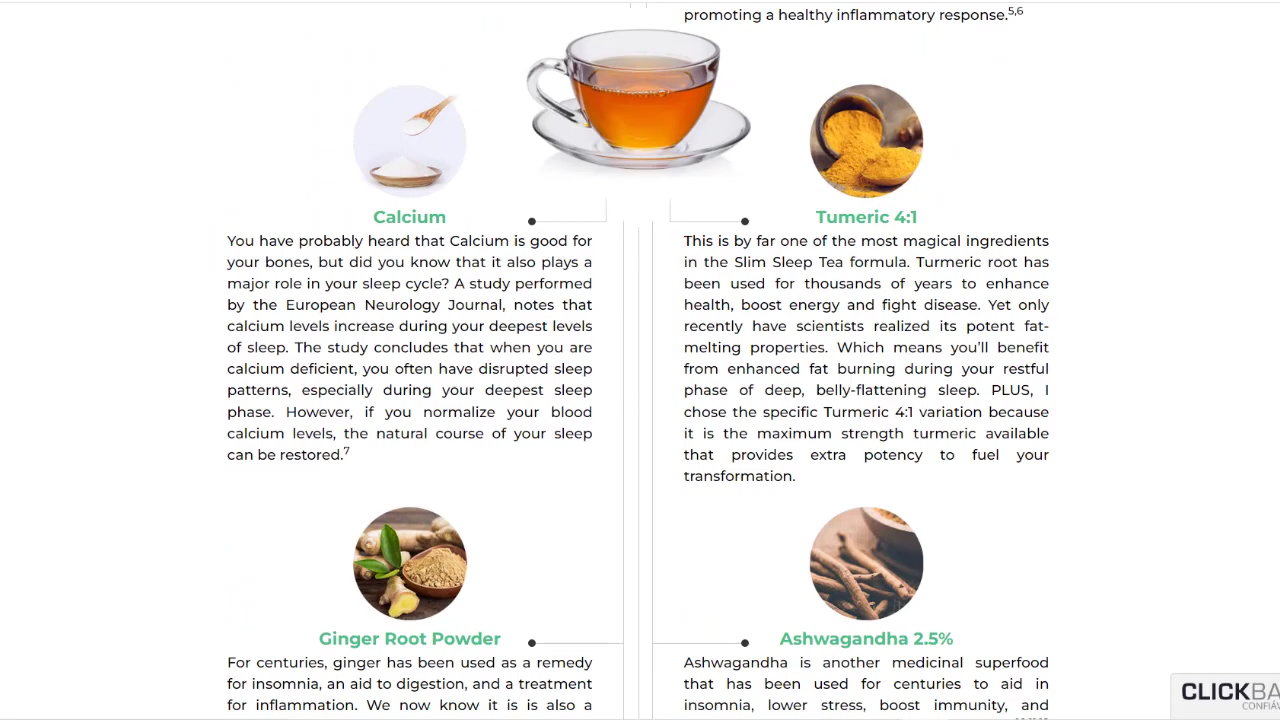 promoting a healthy inflammatory response.5,6
Calcium
You have probably heard that Calcium is good for
your bones, but did you know that it also plays a
major role in your sleep cycle? A study performed
by the European Neurology Journal, notes that
calcium levels increase during your deepest levels
of sleep. The study concludes that when you are
calcium deficient, you often have disrupted sleep
patterns, especially during your deepest sleep
phase. However, if you normalize your blood
calcium levels, the natural course of your sleep
can be restored.7
Tumeric 4:1
This is by far one of the most magical ingredients
in the Slim Sleep Tea formula. Turmeric root has
been used for thousands of years to enhance
health, boost energy and fight disease. Yet only
recently have scientists realized its potent fat-
melting properties. Which means you’ll benefit
from enhanced fat burning during your restful
phase of deep, belly-flattening sleep. PLUS, I
chose the specific Turmeric 4:1 variation because
it is the maximum strength turmeric available
that provides extra potency to fuel your
transformation.
Ginger Root Powder
For centuries, ginger has been used as a remedy
for insomnia, an aid to digestion, and a treatment
for inflammation. We now know it is is also a
Ashwagandha 2.5%
Ashwagandha is another medicinal superfood
that has been used for centuries to aid in
insomnia, lower stress, boost immunity, and
CLICKBA
CONFIÁV